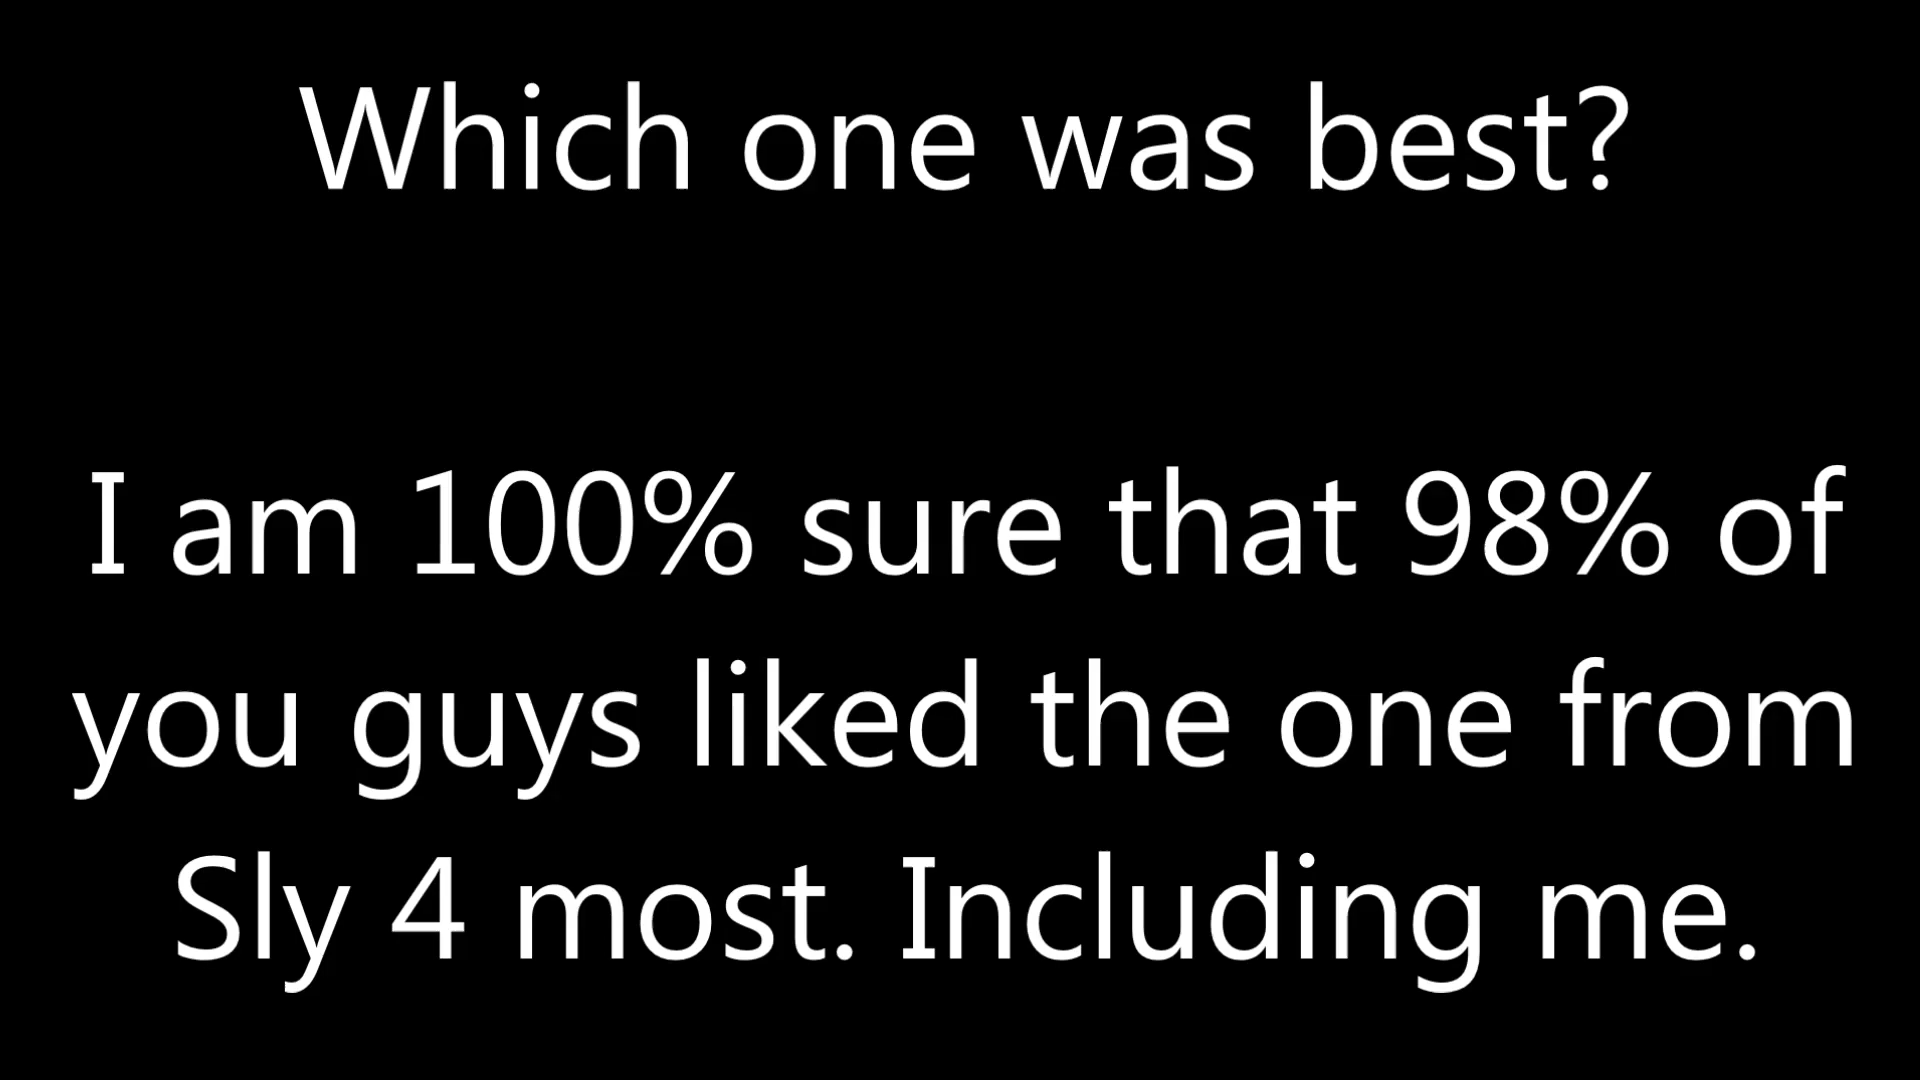 Which one was best?
I am 100% sure that 98% of
you guys liked the one from
Sly 4 most. Including me.